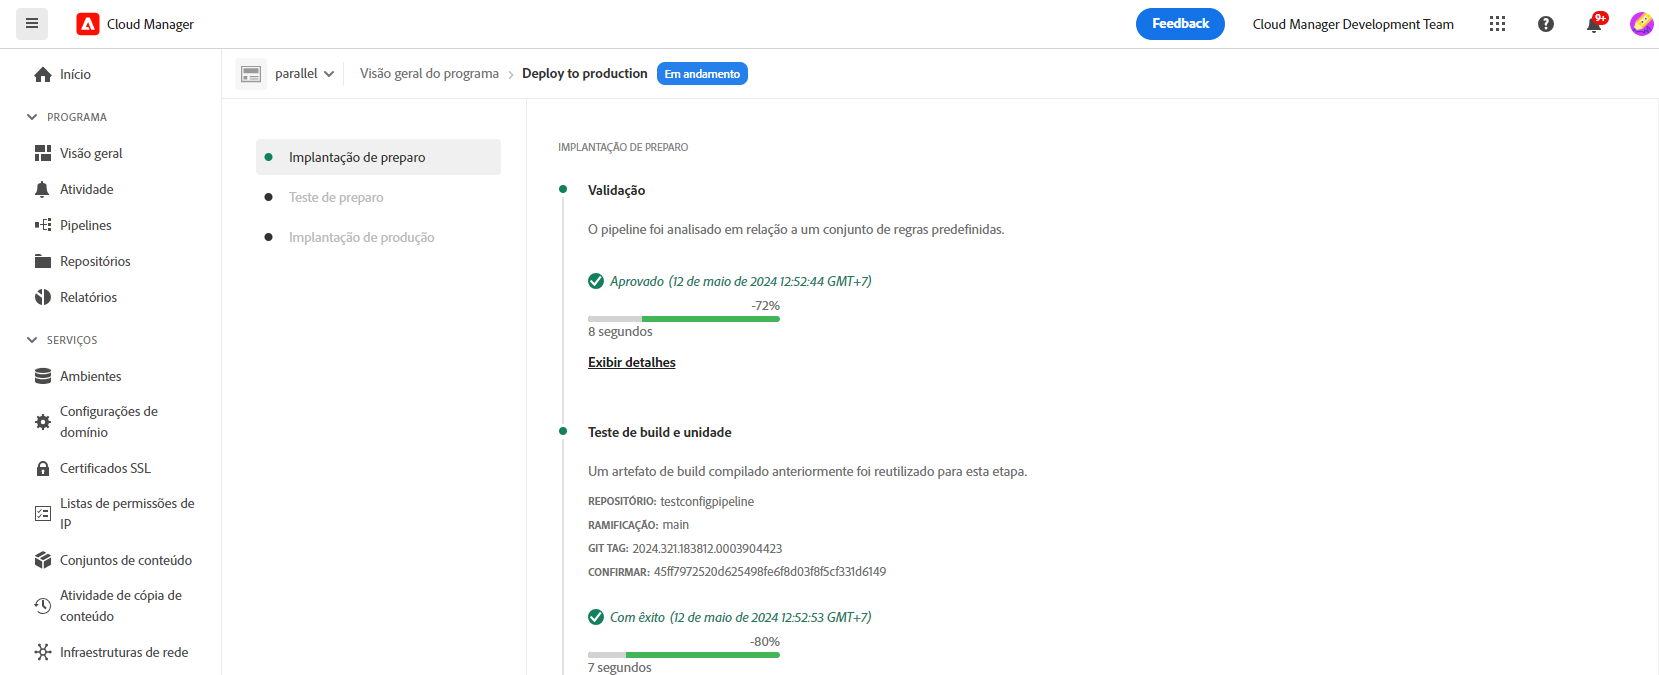 Cloud Manager
Feedback
Cloud Manager Development Team
9+
parallel
Visão geral do programa
Deploy to production
Em andamento
Início
PROGRAMA
Visão geral
Atividade
Pipelines
Repositórios
Relatórios
SERVIÇOS
Ambientes
Configurações de
domínio
Certificados SSL
Listas de permissões de
IP
Conjuntos de conteúdo
Atividade de cópia de
conteúdo
Infraestruturas de rede
Implantação de preparo
Teste de preparo
Implantação de produção
IMPLANTAÇÃO DE PREPARO
Validação
O pipeline foi analisado em relação a um conjunto de regras predefinidas.
Aprovado (12 de maio de 2024 12:52:44 GMT+7)
-72%
8 segundos
Exibir detalhes
Teste de build e unidade
Um artefato de build compilado anteriormente foi reutilizado para esta etapa.
REPOSITÓRIO: testconfigpipeline
RAMIFICAÇÃO: main
GIT TAG: 2024.321.183812.0003904423
CONFIRMAR: 45ff7972520d625498fe6f8d03f8f5cf331d6149
Com êxito (12 de maio de 2024 12:52:53 GMT+7)
-80%
7 segundos